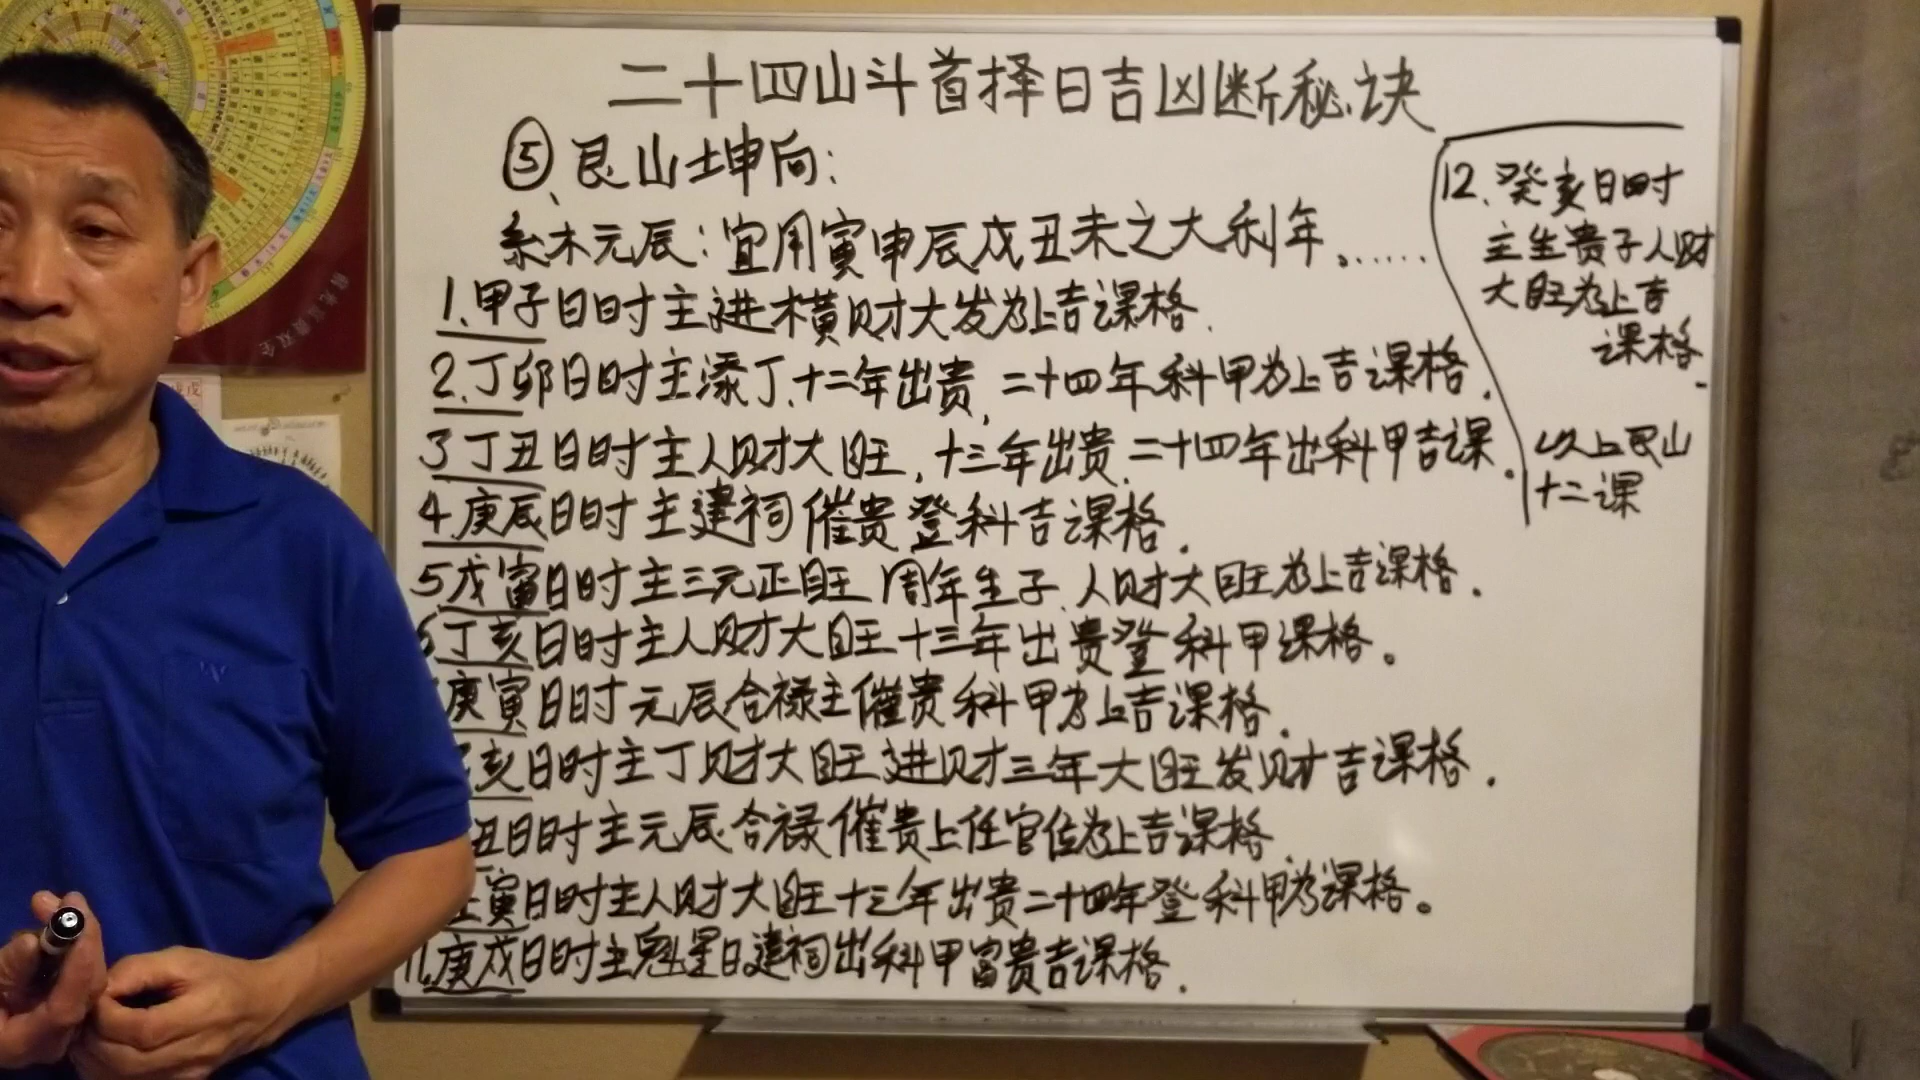 二十四山斗首择日吉凶断秘诀
⑤、艮山坤向:
系木元辰:宜用寅申辰戌丑未之大利年。......
1.甲子日时主进横财大发为上吉课格.
2.丁卯日时主添丁、十二年出贵,二十四年科甲为上吉课格.
3丁丑日时主人财大旺,十三年出贵.二十四年出科甲吉课.
4.庚辰日时主建祠催贵登科吉课格.
5戊寅日时主三元正旺 周年生子、人财大旺为上吉课格.
6丁亥日时主人财大旺十三年出贵登科甲课格。
庚寅日时元辰合禄主催贵科甲为上吉课格.
亥日时主丁财大旺进财三年大旺发财吉课格.
丑日时主元辰合禄催贵上任官位为上吉课格
寅日时主人财大旺十三年出贵二十四年登科甲为课格。
11.庚戌日时主魁星日建祠出科甲富贵吉课格.
12.癸亥日时
主生贵子人财
大旺为上吉
课格.
以上艮山
十二课